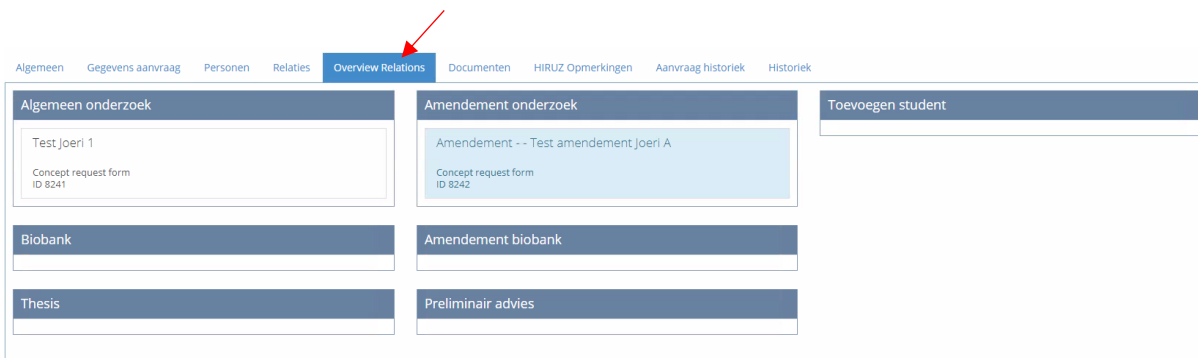 Algemeen Gegevens aanvraag Personen Relaties Overview Relations Documenten HIRUZ Opmerkingen Aanvraag historiek Historiek
Algemeen onderzoek
Test Joeri 1
Concept request form
ID 8241
Amendement onderzoek
Amendement - - Test amendement Joeri A
Concept request form
ID 8242
Toevoegen student
Biobank
Amendement biobank
Thesis
Preliminair advies